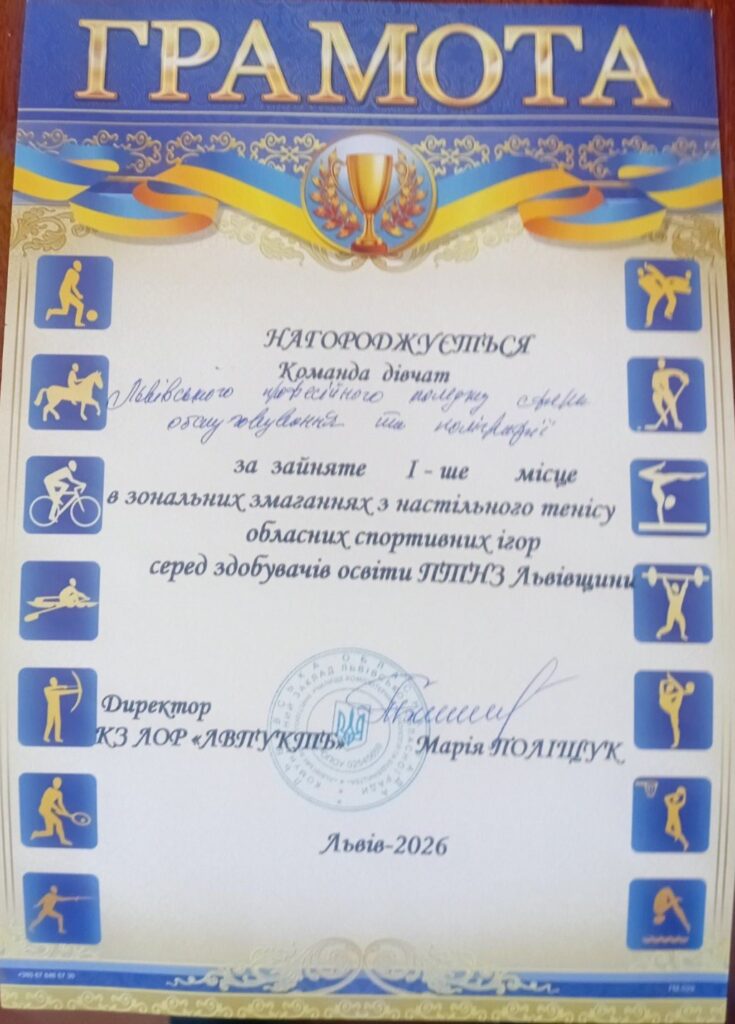 ГРАМОТА
НАГОРОДЖУЄТЬСЯ
Команда дівчат
Львівського професійного коледжу сфери
обслуговування та поліграфії
за зайняте І - ше місце
в зональних змаганнях з настільного тенісу
обласних спортивних ігор
серед здобувачів освіти ПТНЗ Львівщини
Директор
КЗ ЛОР «ЛВПУКТБ» Марія ПОЛІЩУК
Львів-2026